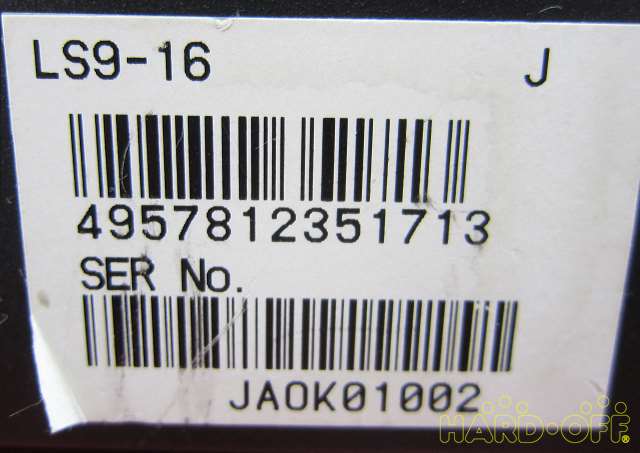 LS9-16 J
4957812351713
SER No.
JAOK01002
HARD-OFF